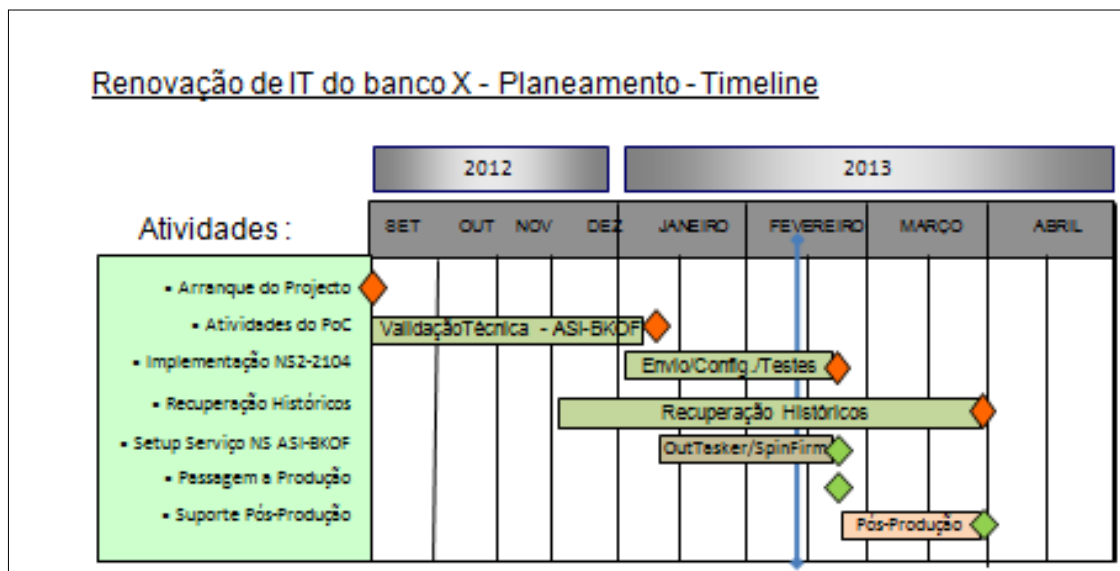 Renovação de IT do banco X - Planeamento - Timeline
2012 2013
Atividades :
SET OUT NOV DEZ JANEIRO FEVEREIRO MARÇO ABRIL
▪ Arranque do Projecto
▪ Atividades do PoC
ValidaçãoTécnica - ASI-BKOF
▪ Implementação NS2-2104
Envio/Config./Testes
▪ Recuperação Históricos
Recuperação Históricos
▪ Setup Serviço NS ASI-BKOF
OutTasker/SpinFirm
▪ Passagem a Produção
▪ Suporte Pós-Produção
Pós-Produção